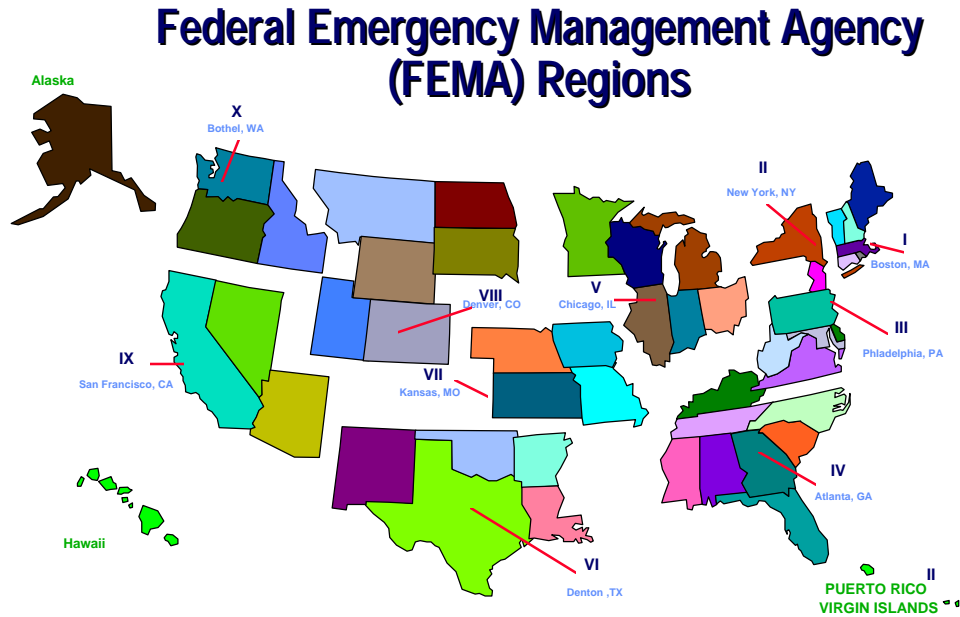 Federal Emergency Management Agency
(FEMA) Regions
Alaska
X
Bothel, WA
II
New York, NY
I
Boston, MA
VIII
Denver, CO
V
Chicago, IL
III
Phladelphia, PA
IX
San Francisco, CA
VII
Kansas, MO
IV
Atlanta, GA
Hawaii
VI
Denton ,TX
II
PUERTO RICO
VIRGIN ISLANDS